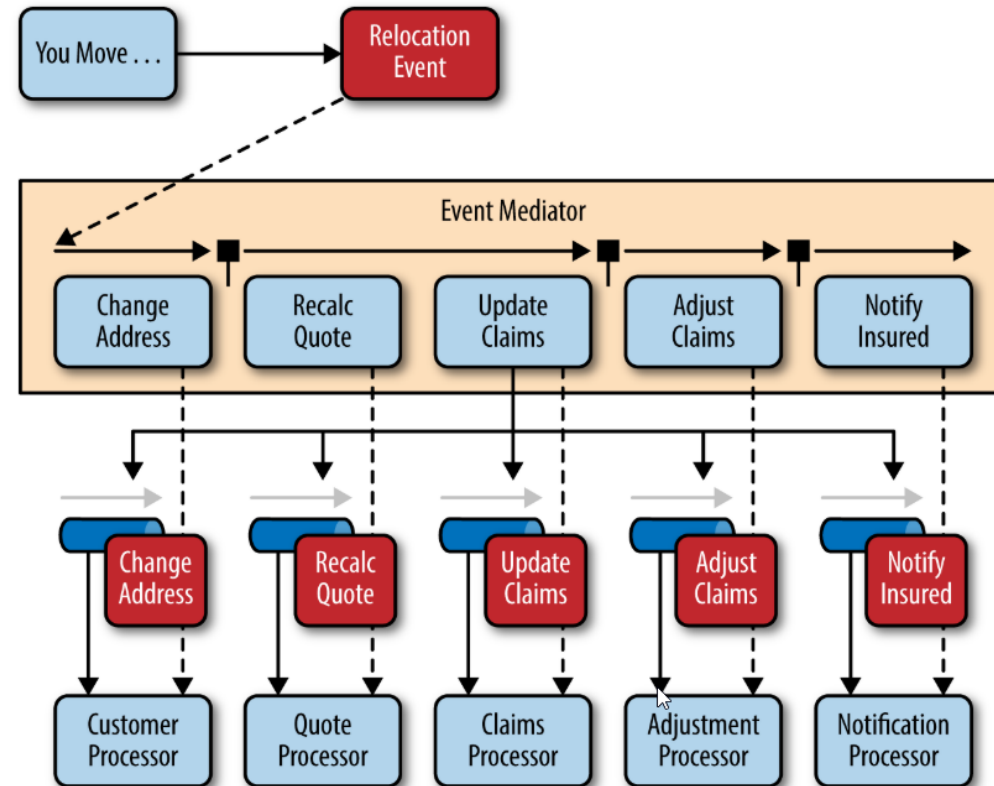 You Move . . .
Relocation
Event
Event Mediator
Change
Address
Recalc
Quote
Update
Claims
Adjust
Claims
Notify
Insured
Change
Address
Recalc
Quote
Update
Claims
Adjust
Claims
Notify
Insured
Customer
Processor
Quote
Processor
Claims
Processor
Adjustment
Processor
Notification
Processor